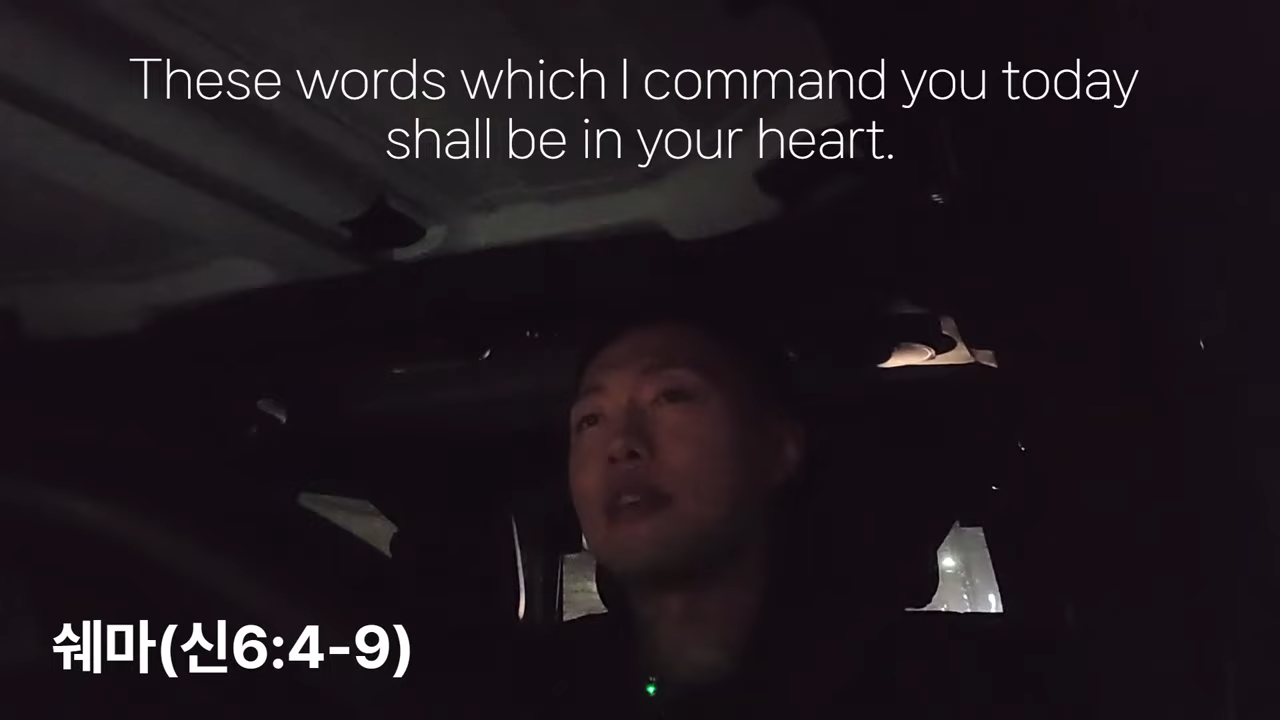 These words which I command you today
shall be in your heart.
쉐마(신6:4-9)